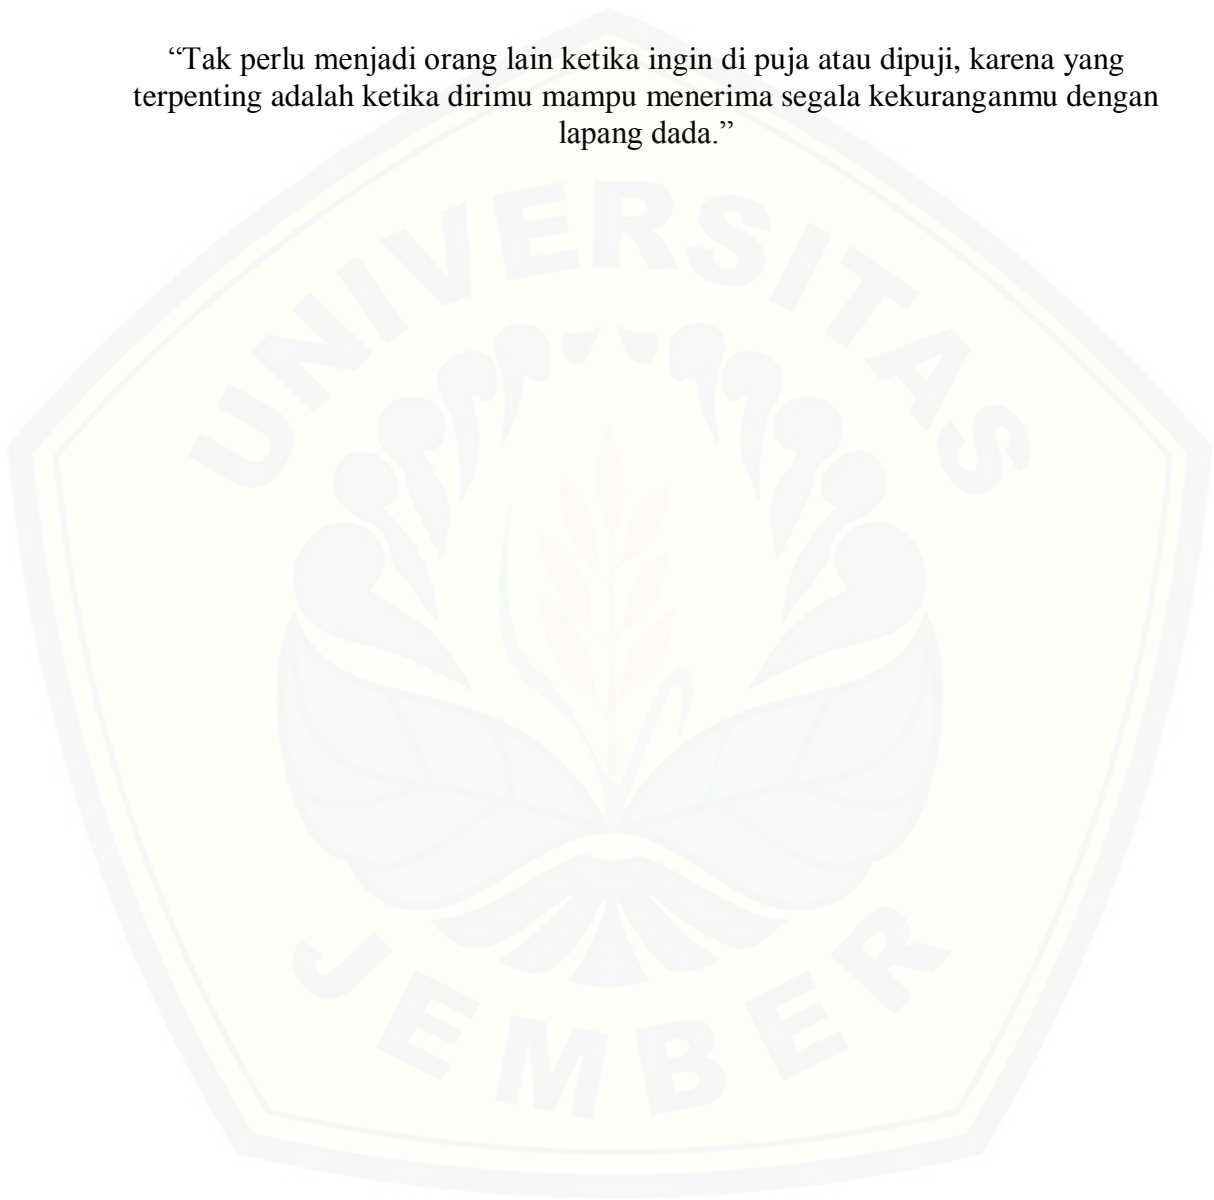 “Tak perlu menjadi orang lain ketika ingin di puja atau dipuji, karena yang
terpenting adalah ketika dirimu mampu menerima segala kekuranganmu dengan
lapang dada.”
UNIVERSITAS
JEMBER